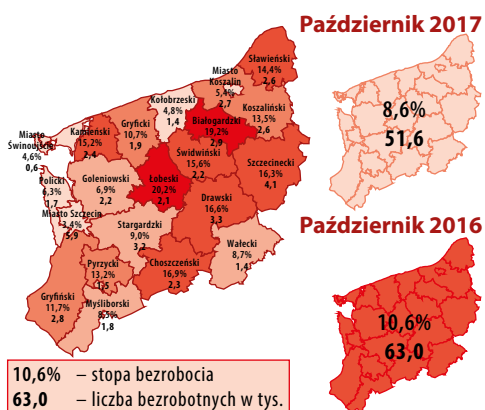 Październik 2017
8,6%
51,6
Październik 2016
10,6%
63,0
Sławieński
14,4%
2,6
Miasto
Koszalin
5,4%
2,7
Kołobrzeski
4,8%
1,4
Koszaliński
13,5%
2,6
Białogardzki
19,2%
2,9
Kamieński
15,2%
2,4
Gryficki
10,7%
1,9
Miasto
Świnoujście
4,6%
0,6
Świdwiński
15,6%
2,2
Szczecinecki
16,3%
4,1
Policki
6,3%
1,7
Goleniowski
6,9%
2,2
Łobeski
20,2%
2,1
Drawski
16,6%
3,3
Miasto Szczecin
3,4%
5,9
Stargardzki
9,0%
3,2
Wałecki
8,7%
1,4
Pyrzycki
13,2%
1,5
Choszczeński
16,9%
2,3
Gryfiński
11,7%
2,8
Myśliborski
8,5%
1,8
10,6% – stopa bezrobocia
63,0 – liczba bezrobotnych w tys.